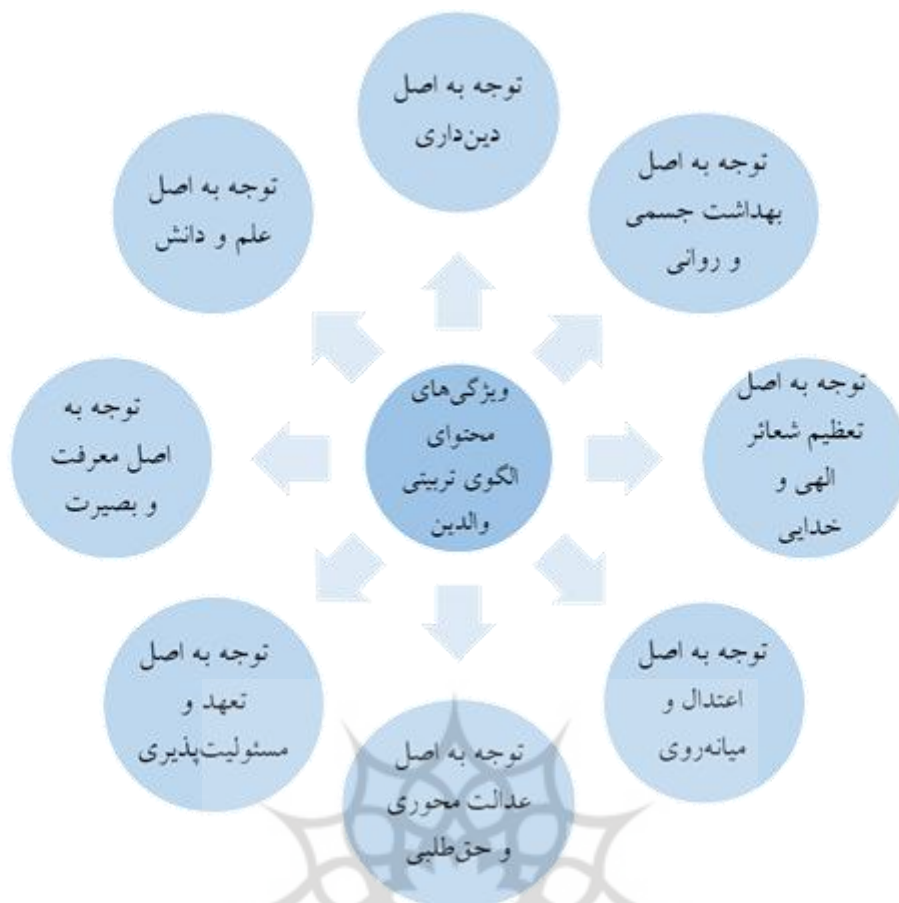 توجه به اصل
دین‌داری
توجه به اصل
بهداشت جسمی
و روانی
توجه به اصل
تعظیم شعائر
الهی و
خدایی
توجه به اصل
اعتدال و
میانه‌روی
توجه به اصل
عدالت محوری
و حق‌طلبی
توجه به اصل
تعهد و
مسئولیت‌پذیری
توجه به
اصل معرفت
و بصیرت
توجه به اصل
علم و دانش
ویژگی‌های
محتوای
الگوی تربیتی
والدین